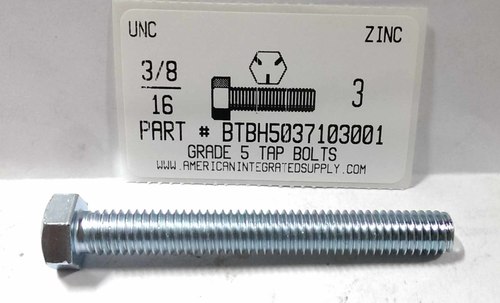 UNC ZINC
3/8
16
3
PART # BTBH5037103001
GRADE 5 TAP BOLTS
WWW.AMERICANINTEGRATEDSUPPLY.COM